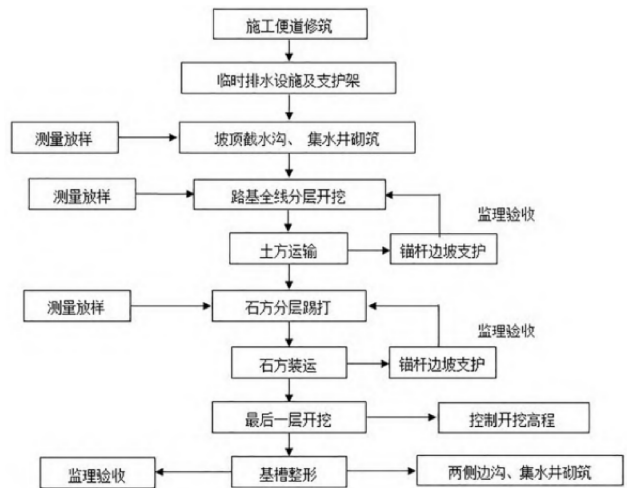 施工便道修筑
临时排水设施及支护架
测量放样
坡顶截水沟、 集水井砌筑
测量放样
路基全线分层开挖
监理验收
土方运输
锚杆边坡支护
测量放样
石方分层踢打
监理验收
石方装运
锚杆边坡支护
最后一层开挖
控制开挖高程
监理验收
基槽整形
两侧边沟、集水井砌筑